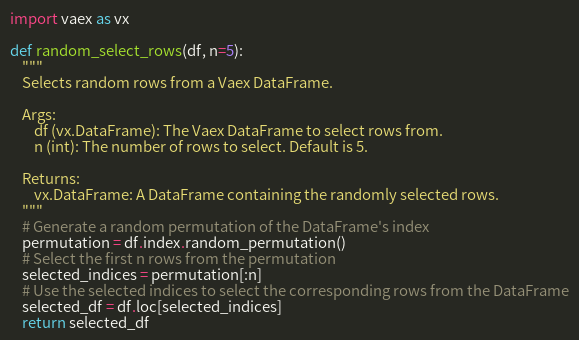 import vaex as vx

def random_select_rows(df, n=5):
    """
    Selects random rows from a Vaex DataFrame.

    Args:
        df (vx.DataFrame): The Vaex DataFrame to select rows from.
        n (int): The number of rows to select. Default is 5.

    Returns:
        vx.DataFrame: A DataFrame containing the randomly selected rows.
    """
    # Generate a random permutation of the DataFrame's index
    permutation = df.index.random_permutation()
    # Select the first n rows from the permutation
    selected_indices = permutation[:n]
    # Use the selected indices to select the corresponding rows from the DataFrame
    selected_df = df.loc[selected_indices]
    return selected_df